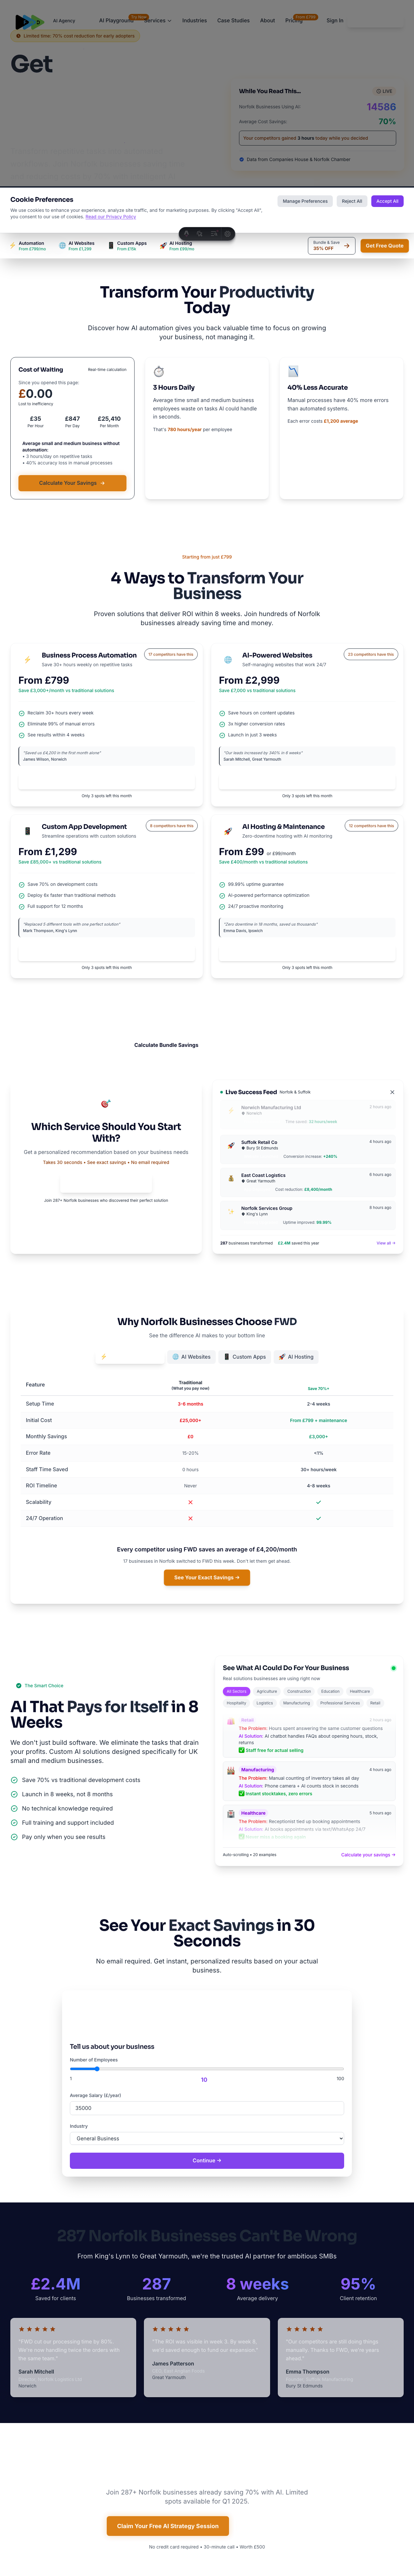 AI Agency
AI Playground
Try Now
Services
Industries
Case Studies
About
Pricing
From £799
Sign In
Limited time: 70% cost reduction for early adopters
Get
While You Read This...
LIVE
Norfolk Businesses Using AI:
14586
Average Cost Savings:
70%
Your competitors gained 3 hours today while you decided
Data from Companies House & Norfolk Chamber
Cookie Preferences
We use cookies to enhance your experience, analyze site traffic, and for marketing purposes. By clicking "Accept All",
you consent to our use of cookies. Read our Privacy Policy
Manage Preferences
Reject All
Accept All
Automation
From £799/mo
AI Websites
From £1,299
Custom Apps
From £15k
AI Hosting
From £99/mo
Bundle & Save
35% OFF
Get Free Quote
Transform Your Productivity
Today
Discover how AI automation gives you back valuable time to focus on growing
your business, not managing it.
Cost of Waiting
Real-time calculation
Since you opened this page:
£0.00
Lost to inefficiency
£35
Per Hour
£847
Per Day
£25,410
Per Month
Average small and medium business without
automation:
• 3 hours/day on repetitive tasks
• 40% accuracy loss in manual processes
Calculate Your Savings →
3 Hours Daily
Average time small and medium
business employees waste on tasks AI could handle
in seconds.
That's 780 hours/year per employee
40% Less Accurate
Manual processes have 40% more errors
than automated systems.
Each error costs £1,200 average
Starting from just £799
4 Ways to Transform Your
Business
Proven solutions that deliver ROI within 8 weeks. Join hundreds of Norfolk
businesses already saving time and money.
17 competitors have this
Business Process Automation
Save 30+ hours weekly on repetitive tasks
From £799
Save £3,000+/month vs traditional solutions
Reclaim 30+ hours every week
Eliminate 99% of manual errors
See results within 4 weeks
"Saved us £4,200 in the first month alone"
James Wilson, Norwich
Only 3 spots left this month
23 competitors have this
AI-Powered Websites
Self-managing websites that work 24/7
From £2,999
Save £7,000 vs traditional solutions
Save hours on content updates
3x higher conversion rates
Launch in just 3 weeks
"Our leads increased by 340% in 6 weeks"
Sarah Mitchell, Great Yarmouth
Only 3 spots left this month
8 competitors have this
Custom App Development
Streamline operations with custom solutions
From £1,299
Save £85,000+ vs traditional solutions
Save 70% on development costs
Deploy 6x faster than traditional methods
Full support for 12 months
"Replaced 5 different tools with one perfect solution"
Mark Thompson, King's Lynn
Only 3 spots left this month
12 competitors have this
AI Hosting & Maintenance
Zero-downtime hosting with AI monitoring
From £99 or £99/month
Save £400/month vs traditional solutions
99.99% uptime guarantee
AI-powered performance optimization
24/7 proactive monitoring
"Zero downtime in 18 months, saved us thousands"
Emma Davis, Ipswich
Only 3 spots left this month
Calculate Bundle Savings
Which Service Should You Start
With?
Get a personalized recommendation based on your business needs
Takes 30 seconds • See exact savings • No email required
Join 287+ Norfolk businesses who discovered their perfect solution
Live Success Feed
Norfolk & Suffolk
Norwich Manufacturing Ltd
Norwich
2 hours ago
Time saved: 32 hours/week
Suffolk Retail Co
Bury St Edmunds
4 hours ago
Conversion increase: +240%
East Coast Logistics
Great Yarmouth
6 hours ago
Cost reduction: £8,400/month
Norfolk Services Group
King's Lynn
8 hours ago
Uptime improved: 99.99%
287 businesses transformed
£2.4M saved this year
View all →
Why Norfolk Businesses Choose FWD
See the difference AI makes to your bottom line
AI Websites
Custom Apps
AI Hosting
Feature
Traditional
(What you pay now)
Save 70%+
Setup Time
3-6 months
2-4 weeks
Initial Cost
£25,000+
From £799 + maintenance
Monthly Savings
£0
£3,000+
Error Rate
15-20%
<1%
Staff Time Saved
0 hours
30+ hours/week
ROI Timeline
Never
4-8 weeks
Scalability
24/7 Operation
Every competitor using FWD saves an average of £4,200/month
17 businesses in Norfolk switched to FWD this week. Don't let them get ahead.
See Your Exact Savings →
The Smart Choice
AI That Pays for Itself in 8
Weeks
We don't just build software. We eliminate the tasks that drain
your profits. Custom AI solutions designed specifically for UK
small and medium businesses.
Save 70% vs traditional development costs
Launch in 8 weeks, not 8 months
No technical knowledge required
Full training and support included
Pay only when you see results
See What AI Could Do For Your Business
Real solutions businesses are using right now
All Sectors
Agriculture
Construction
Education
Healthcare
Hospitality
Logistics
Manufacturing
Professional Services
Retail
Retail
2 hours ago
The Problem: Hours spent answering the same customer questions
AI Solution: AI chatbot handles FAQs about opening hours, stock,
returns
Staff free for actual selling
Manufacturing
4 hours ago
The Problem: Manual counting of inventory takes all day
AI Solution: Phone camera + AI counts stock in seconds
Instant stocktakes, zero errors
Healthcare
5 hours ago
The Problem: Receptionist tied up booking appointments
AI Solution: AI books appointments via text/WhatsApp 24/7
Auto-scrolling • 20 examples
Calculate your savings →
See Your Exact Savings in 30
Seconds
No email required. Get instant, personalized results based on your actual
business.
Tell us about your business
Number of Employees
1
10
100
Average Salary (£/year)
35000
Industry
General Business
Continue →
287 Norfolk Businesses Can't Be Wrong
From King's Lynn to Great Yarmouth, we're the trusted AI partner for ambitious SMBs
£2.4M
Saved for clients
287
Businesses transformed
8 weeks
Average delivery
95%
Client retention
"FWD cut our processing time by 80%.
We're now handling twice the orders with
the same team."
Sarah Mitchell
Norwich
"The ROI was visible in week 3. By week 8,
we'd saved enough to fund our expansion."
James Patterson
Great Yarmouth
"Our competitors are still doing things
manually. Thanks to FWD, we're years
ahead."
Emma Thompson
Bury St Edmunds
Join 287+ Norfolk businesses already saving 70% with AI. Limited
spots available for Q1 2025.
Claim Your Free AI Strategy Session
No credit card required • 30-minute call • Worth £500